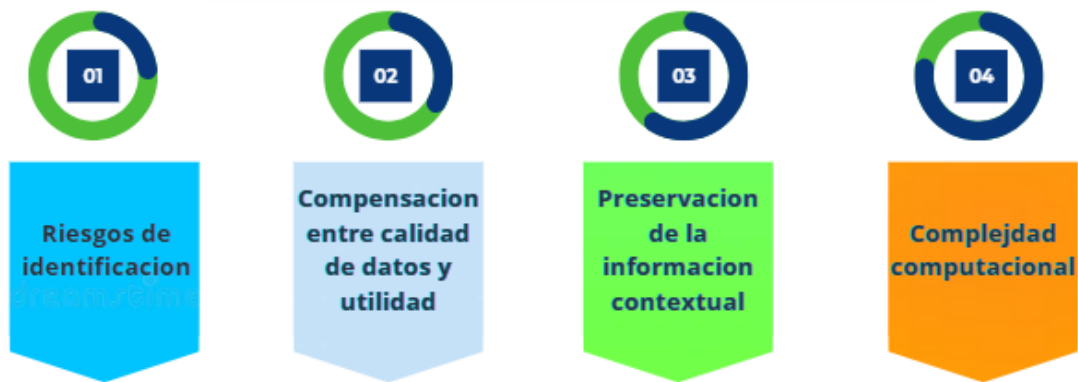 01
02
03
04
Riesgos de
identificacion
dreamstime
Compensacion
entre calidad
de datos y
utilidad
Preservacion
de la
informacion
contextual
Complejdad
computacional